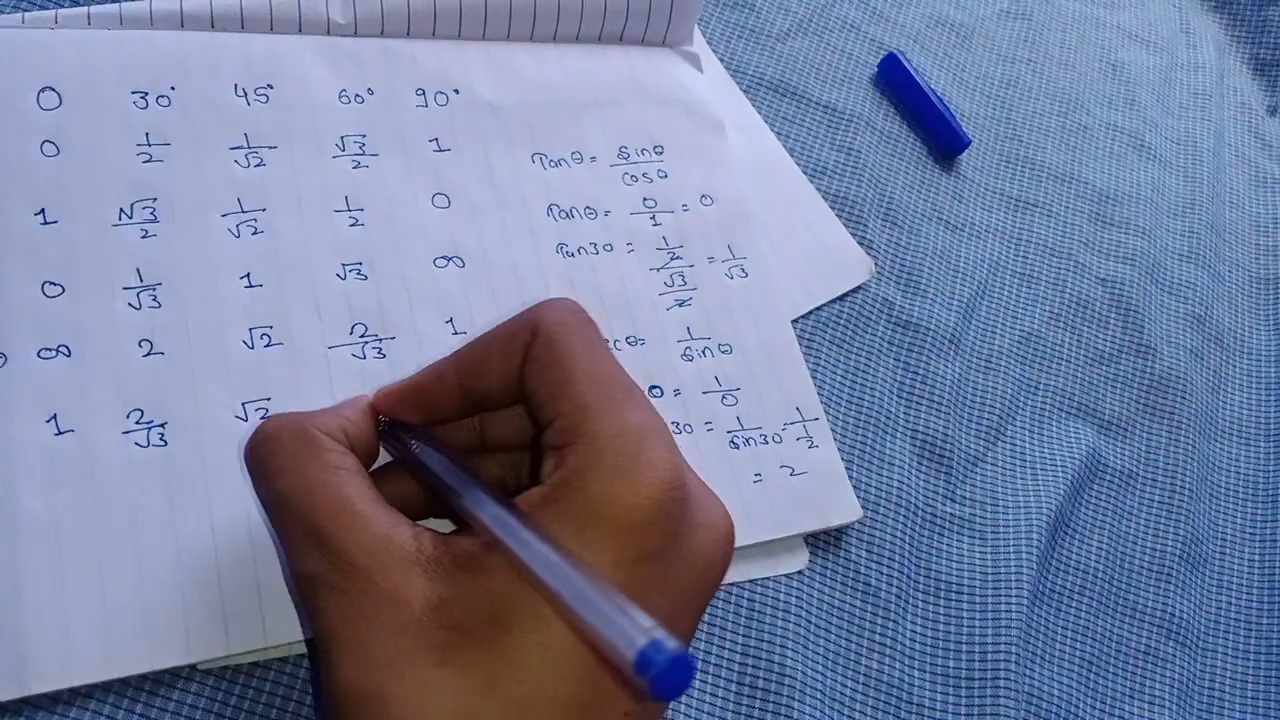 0 30° 45° 60° 90°
0 1/2 1/√2 √3/2 1
1 √3/2 1/√2 1/2 0
0 1/√3 1 √3 ∞
∞ 2 √2 2/√3 1
1 2/√3 √2
Tanθ = Sinθ/cosθ
Tanθ = 0/1 = 0
Tan30 = (1/2)/(√3/2) = 1/√3
cθ = 1/Sinθ
0 = 1/0
30 = 1/Sin30 = 1/(1/2)
= 2